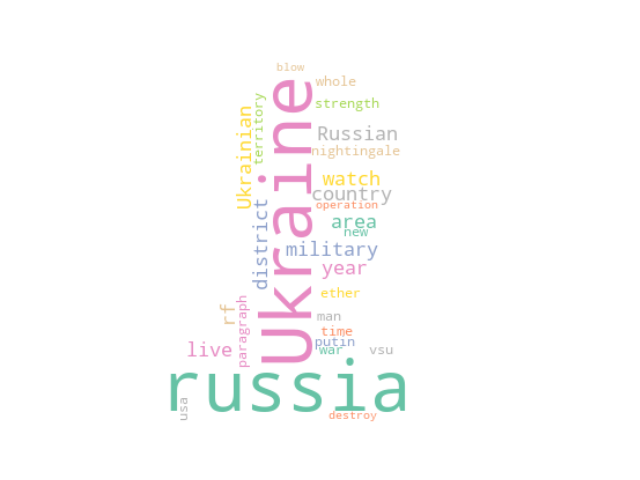 blow
whole
strength
territory
Ukrainian
Ukraine
Russian
nightingale
watch
country
operation
area
new
district
military
year
ether
paragraph
rf
man
time
putin
live
war
vsu
russia
usa
destroy